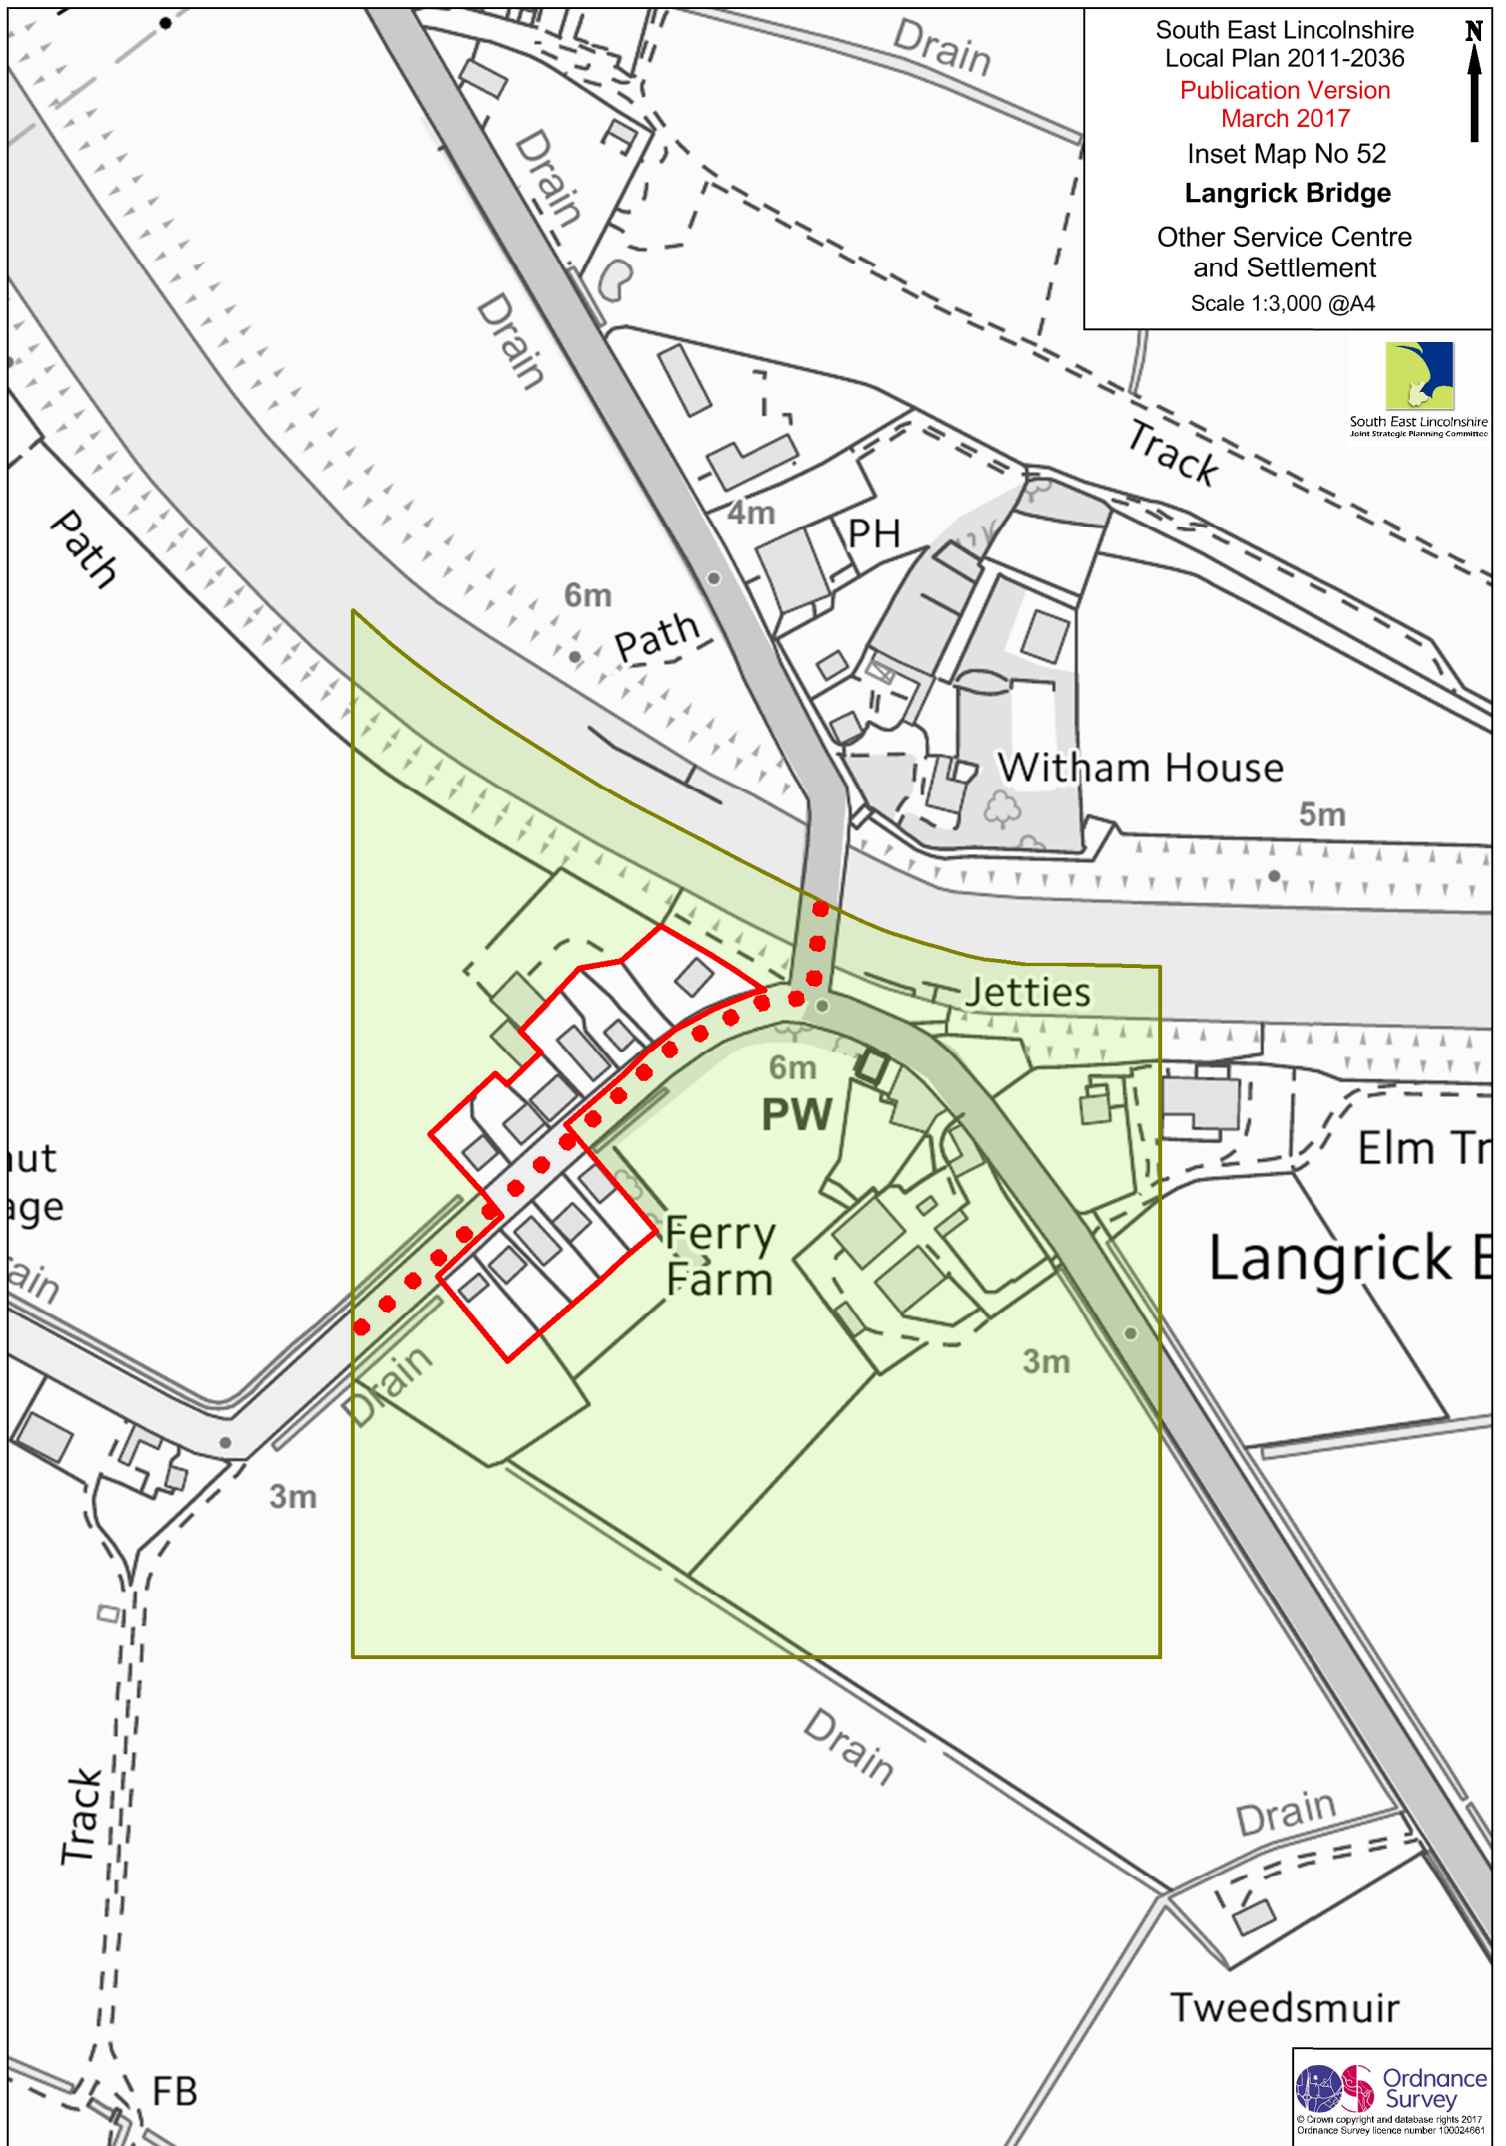 South East Lincolnshire
Local Plan 2011-2036
Publication Version
March 2017
Inset Map No 52
Langrick Bridge
Other Service Centre
and Settlement
Scale 1:3,000 @A4
N
South East Lincolnshire
Joint Strategic Planning Committee
Drain
Drain
Drain
Track
4m
PH
Path
6m
Path
Witham House
5m
Jetties
6m
PW
Elm Tr
ut
age
Ferry
Farm
Langrick
ain
Drain
3m
3m
Drain
Track
Drain
Tweedsmuir
FB
Ordnance
Survey
© Crown copyright and database rights 2017
Ordnance Survey licence number 100024661